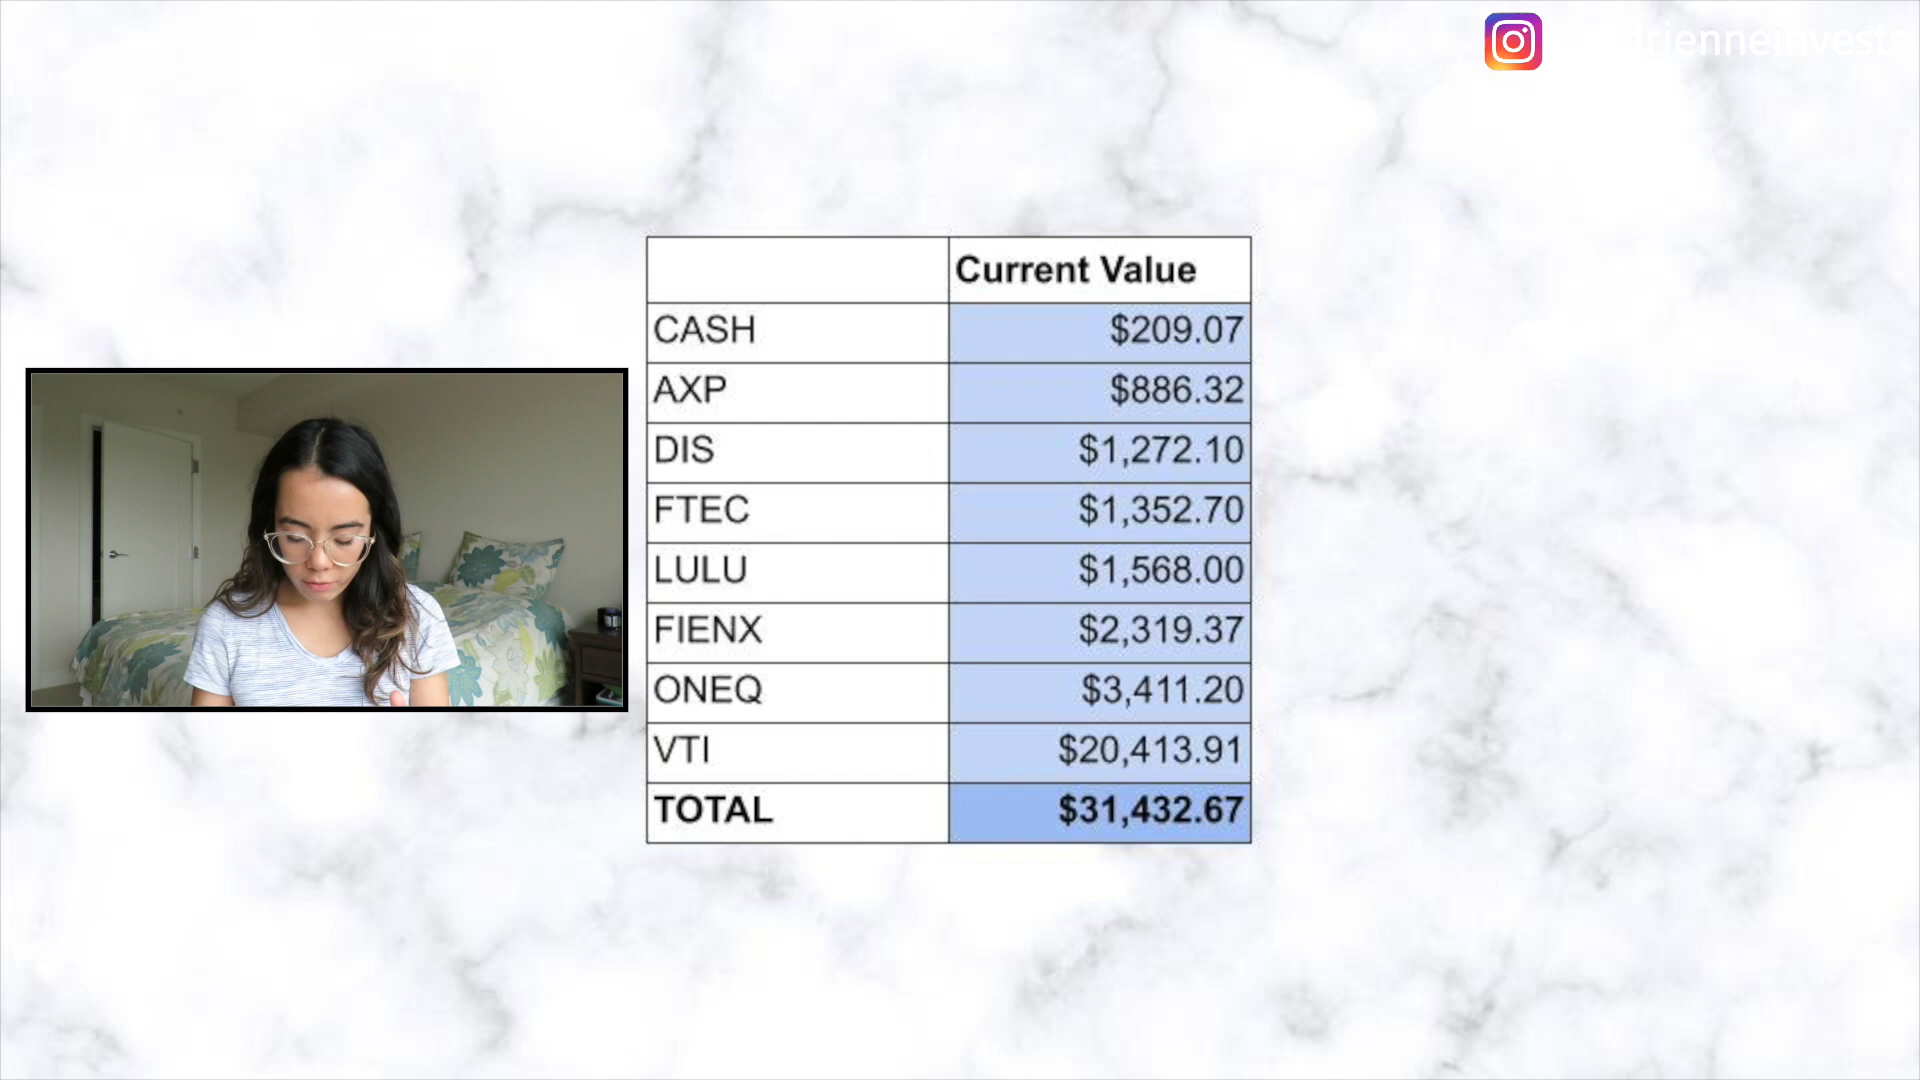 Current Value
CASH $209.07
AXP $886.32
DIS $1,272.10
FTEC $1,352.70
LULU $1,568.00
FIENX $2,319.37
ONEQ $3,411.20
VTI $20,413.91
TOTAL $31,432.67